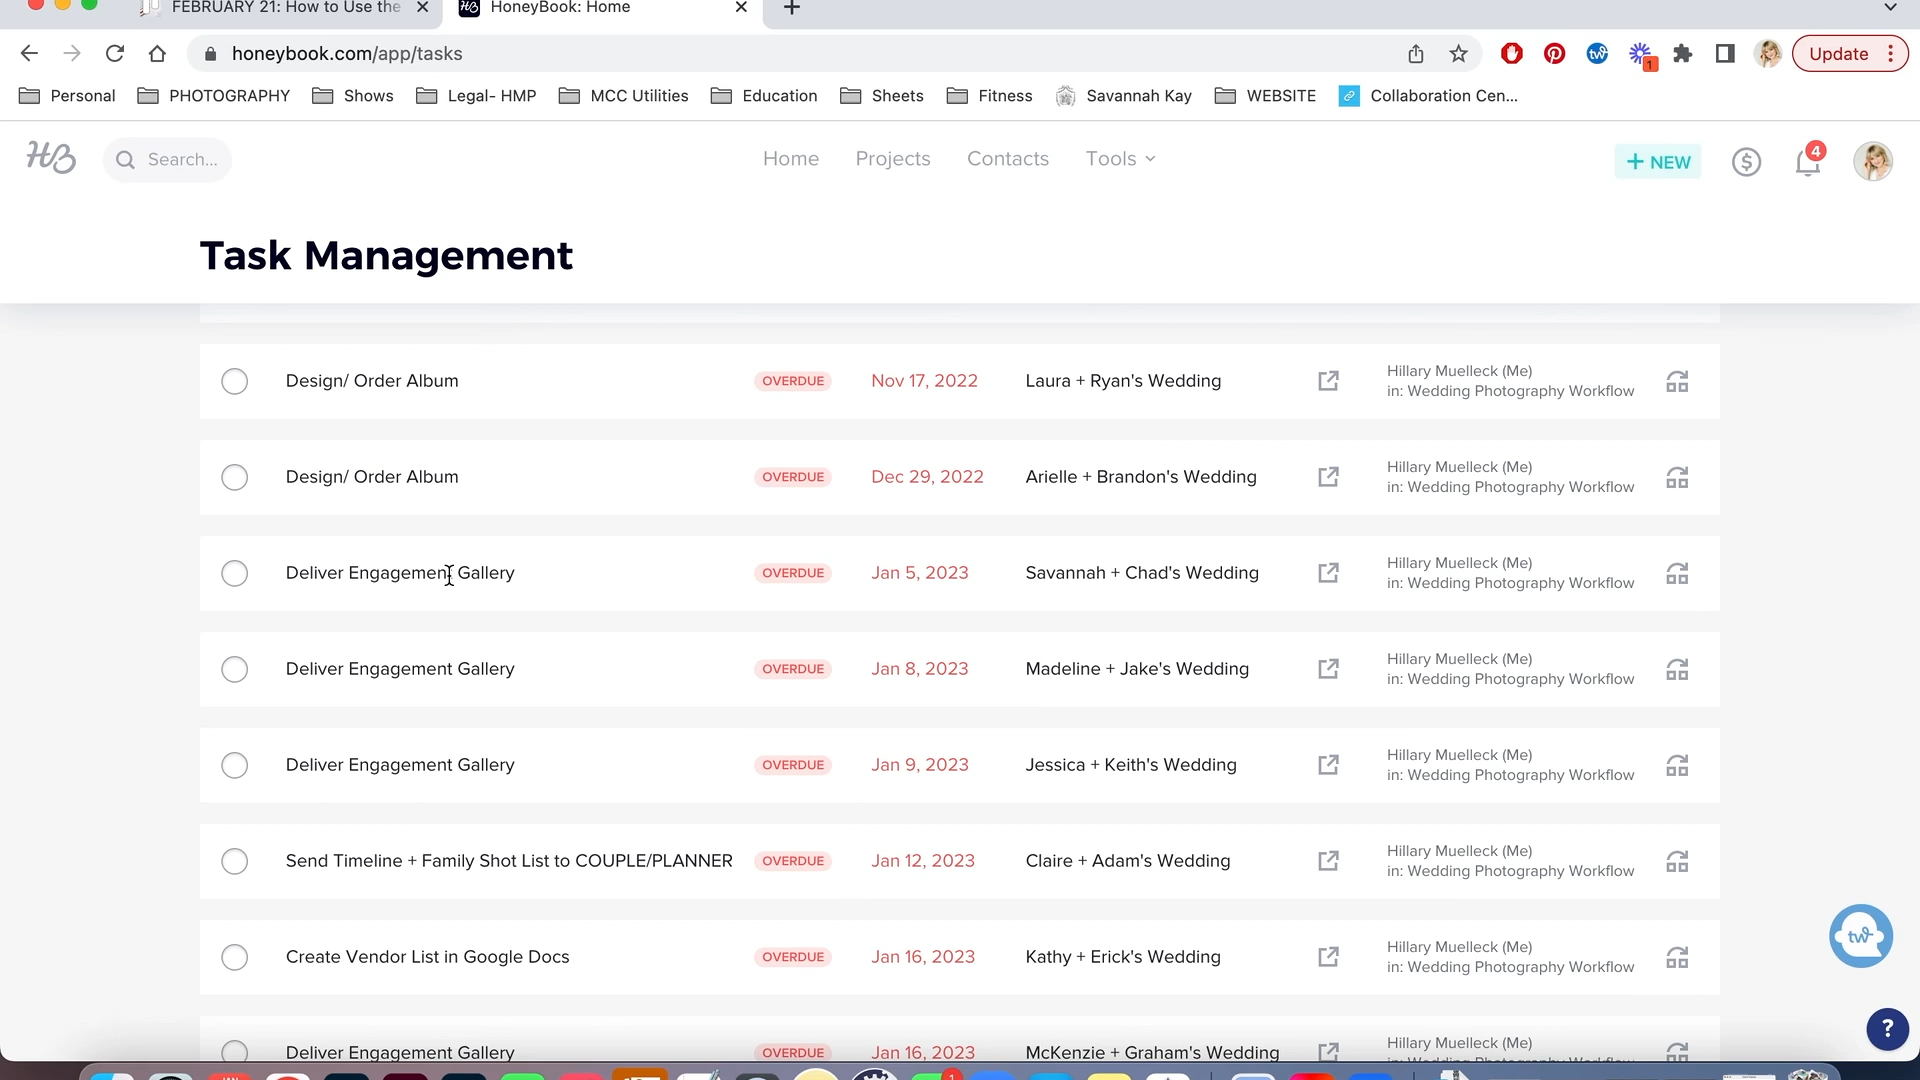 FEBRUARY 21: How to Use the
HoneyBook: Home
honeybook.com/app/tasks
1
Update
Personal
PHOTOGRAPHY
Shows
Legal- HMP
MCC Utilities
Education
Sheets
Fitness
Savannah Kay
WEBSITE
Collaboration Cen...
HB
Search...
Home
Projects
Contacts
Tools
+ NEW
4
Task Management
Design/ Order Album OVERDUE Nov 17, 2022 Laura + Ryan's Wedding
Hillary Muelleck (Me)
in: Wedding Photography Workflow
Design/ Order Album OVERDUE Dec 29, 2022 Arielle + Brandon's Wedding
Hillary Muelleck (Me)
in: Wedding Photography Workflow
Deliver Engagement Gallery OVERDUE Jan 5, 2023 Savannah + Chad's Wedding
Hillary Muelleck (Me)
in: Wedding Photography Workflow
Deliver Engagement Gallery OVERDUE Jan 8, 2023 Madeline + Jake's Wedding
Hillary Muelleck (Me)
in: Wedding Photography Workflow
Deliver Engagement Gallery OVERDUE Jan 9, 2023 Jessica + Keith's Wedding
Hillary Muelleck (Me)
in: Wedding Photography Workflow
Send Timeline + Family Shot List to COUPLE/PLANNER OVERDUE Jan 12, 2023 Claire + Adam's Wedding
Hillary Muelleck (Me)
in: Wedding Photography Workflow
Create Vendor List in Google Docs OVERDUE Jan 16, 2023 Kathy + Erick's Wedding
Hillary Muelleck (Me)
in: Wedding Photography Workflow
Deliver Engagement Gallery OVERDUE Jan 16, 2023 McKenzie + Graham's Wedding
Hillary Muelleck (Me)
tw
?